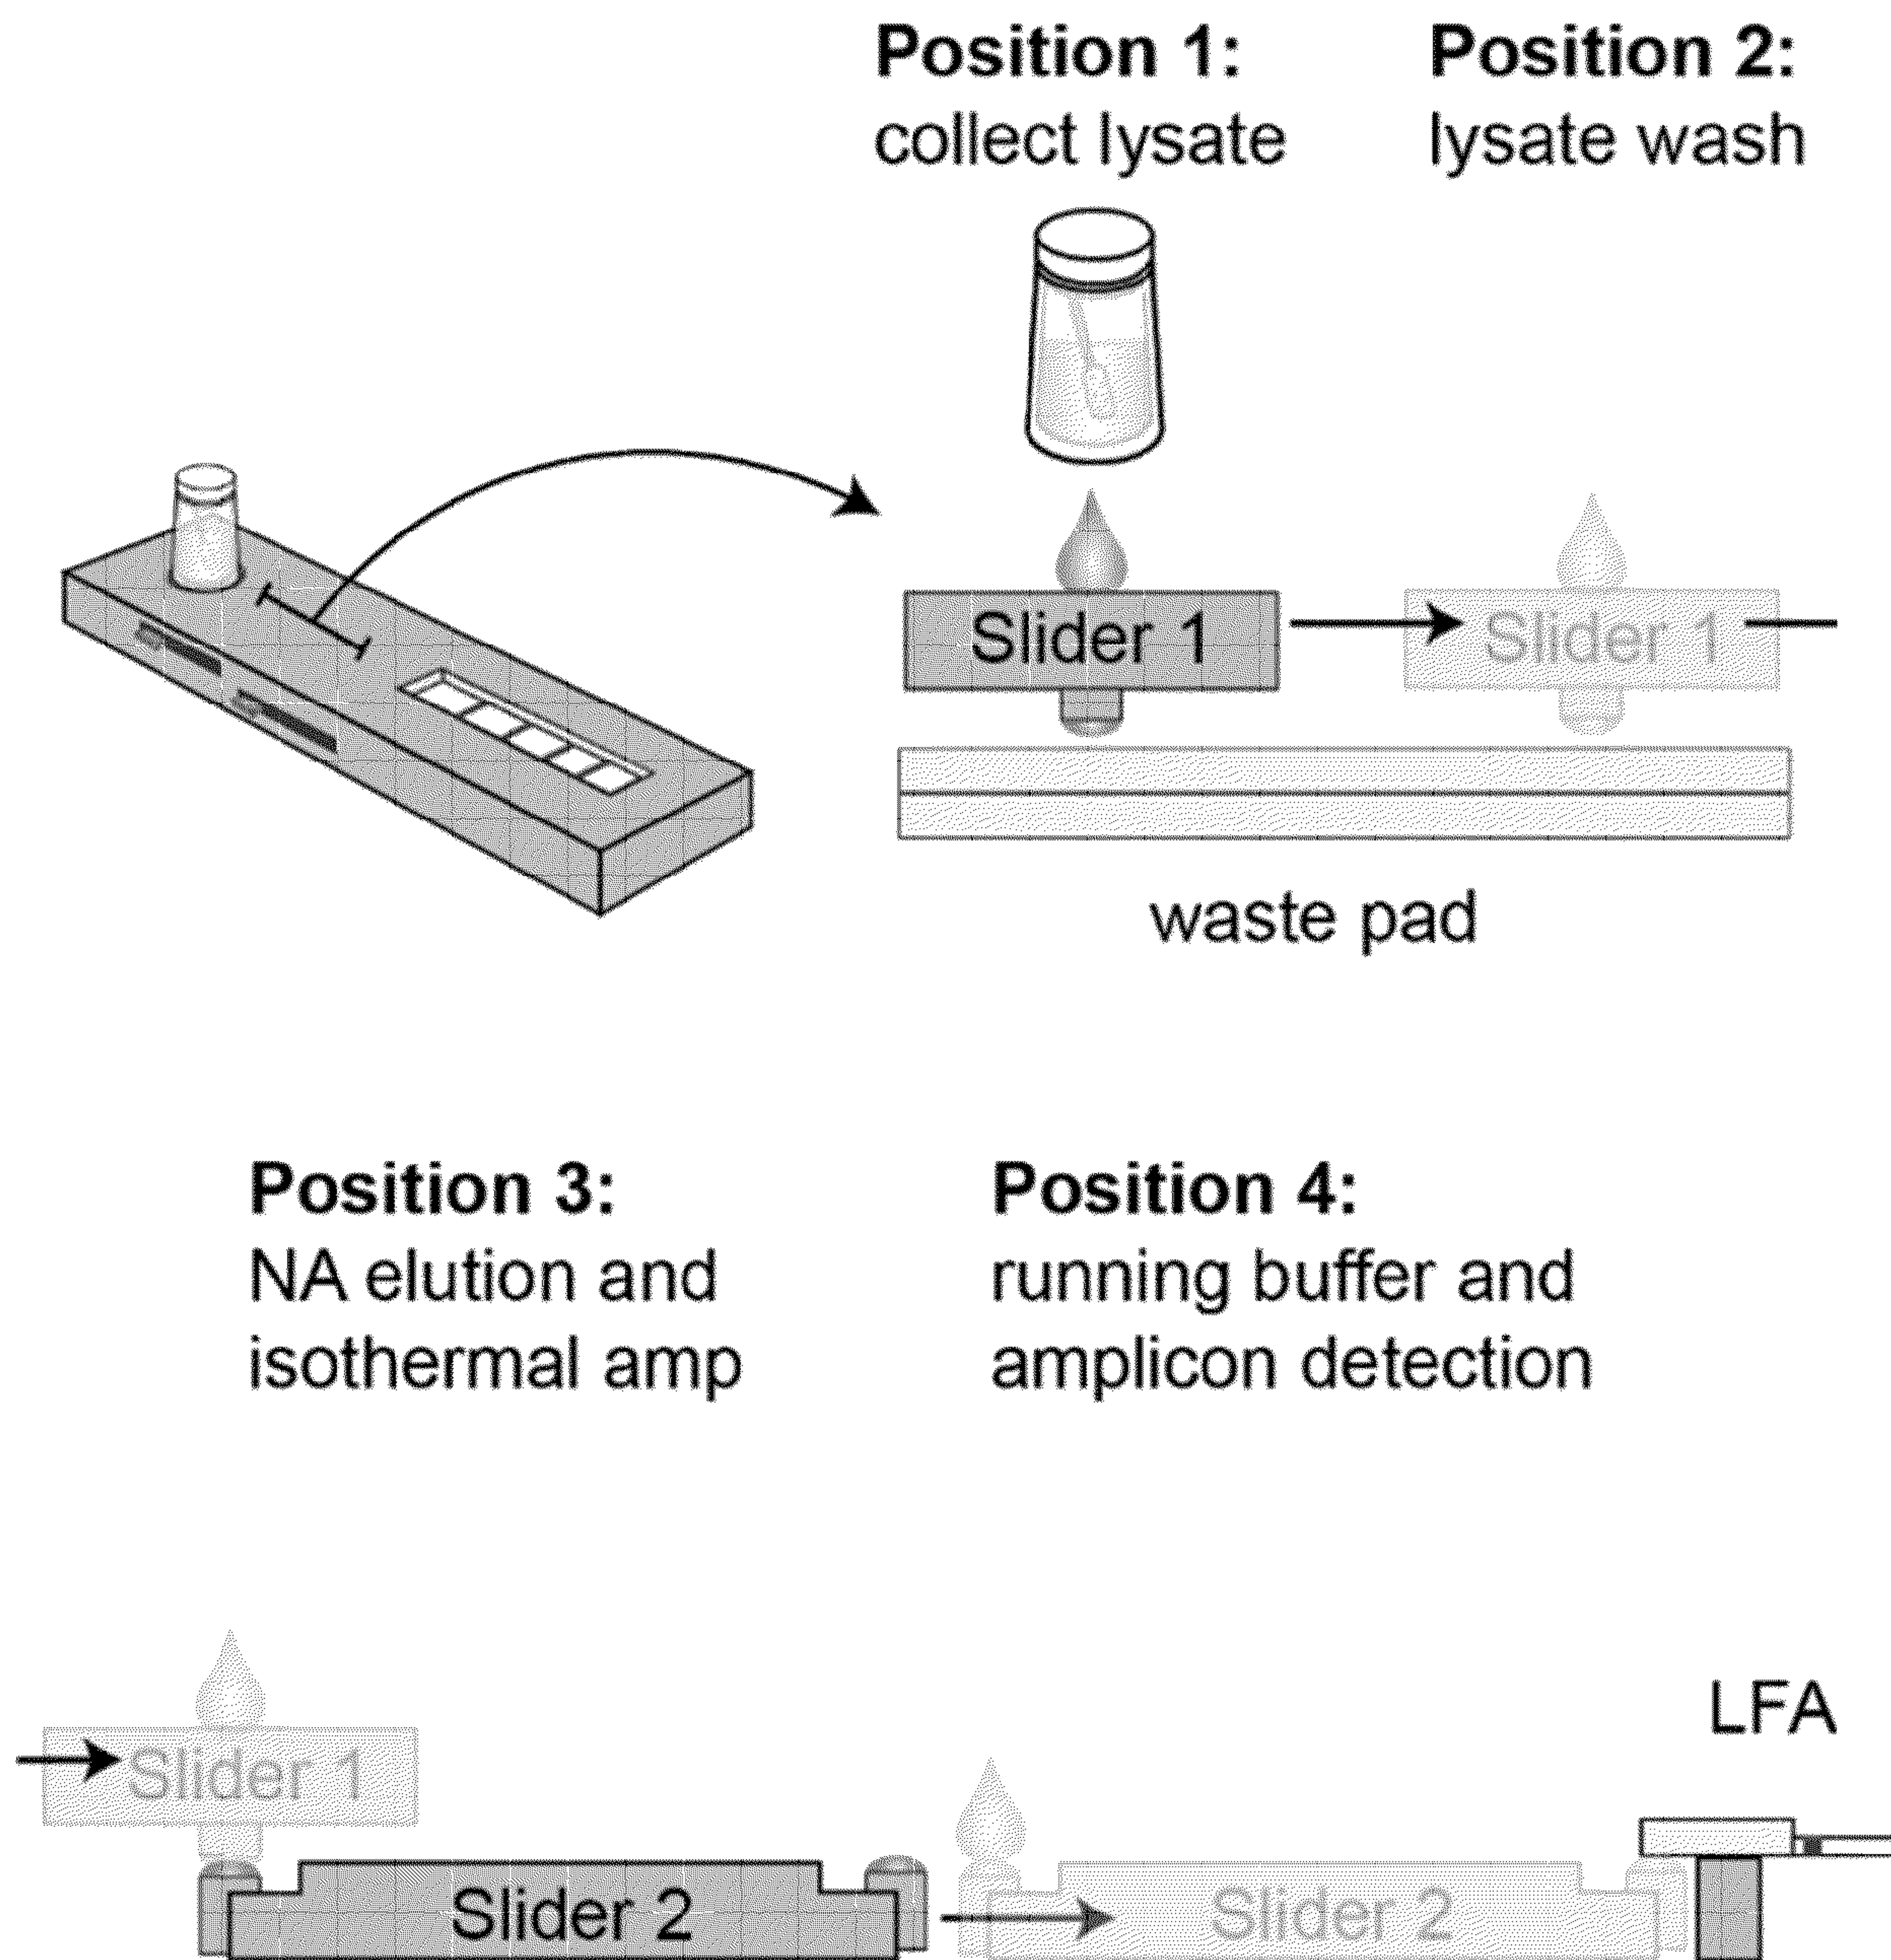 Position 1:
collect lysate
Position 2:
lysate wash
Slider 1
Slider 1
waste pad
Position 3:
NA elution and
isothermal amp
Position 4:
running buffer and
amplicon detection
LFA
Slider 1
Slider 2
Slider 2